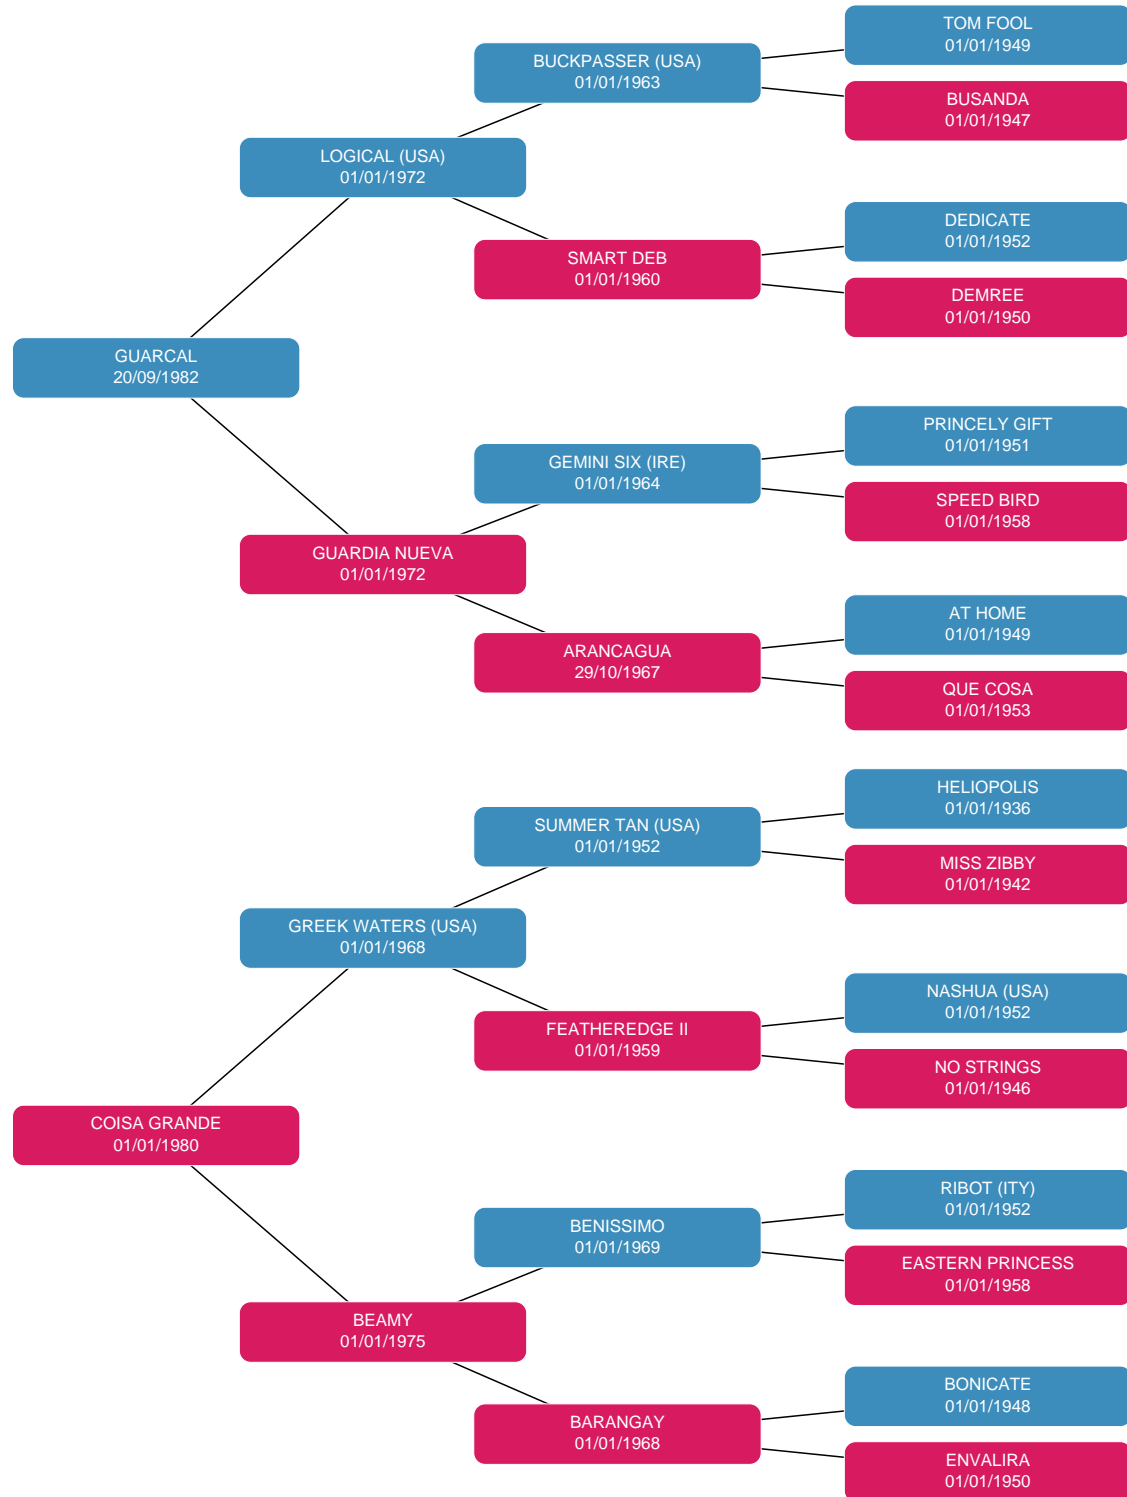 TOM FOOL
01/01/1949
BUCKPASSER (USA)
01/01/1963
BUSANDA
01/01/1947
LOGICAL (USA)
01/01/1972
DEDICATE
01/01/1952
SMART DEB
01/01/1960
DEMREE
01/01/1950
GUARCAL
20/09/1982
PRINCELY GIFT
01/01/1951
GEMINI SIX (IRE)
01/01/1964
SPEED BIRD
01/01/1958
GUARDIA NUEVA
01/01/1972
AT HOME
01/01/1949
ARANCAGUA
29/10/1967
QUE COSA
01/01/1953
HELIOPOLIS
01/01/1936
SUMMER TAN (USA)
01/01/1952
MISS ZIBBY
01/01/1942
GREEK WATERS (USA)
01/01/1968
NASHUA (USA)
01/01/1952
FEATHEREDGE II
01/01/1959
NO STRINGS
01/01/1946
COISA GRANDE
01/01/1980
RIBOT (ITY)
01/01/1952
BENISSIMO
01/01/1969
EASTERN PRINCESS
01/01/1958
BEAMY
01/01/1975
BONICATE
01/01/1948
BARANGAY
01/01/1968
ENVALIRA
01/01/1950